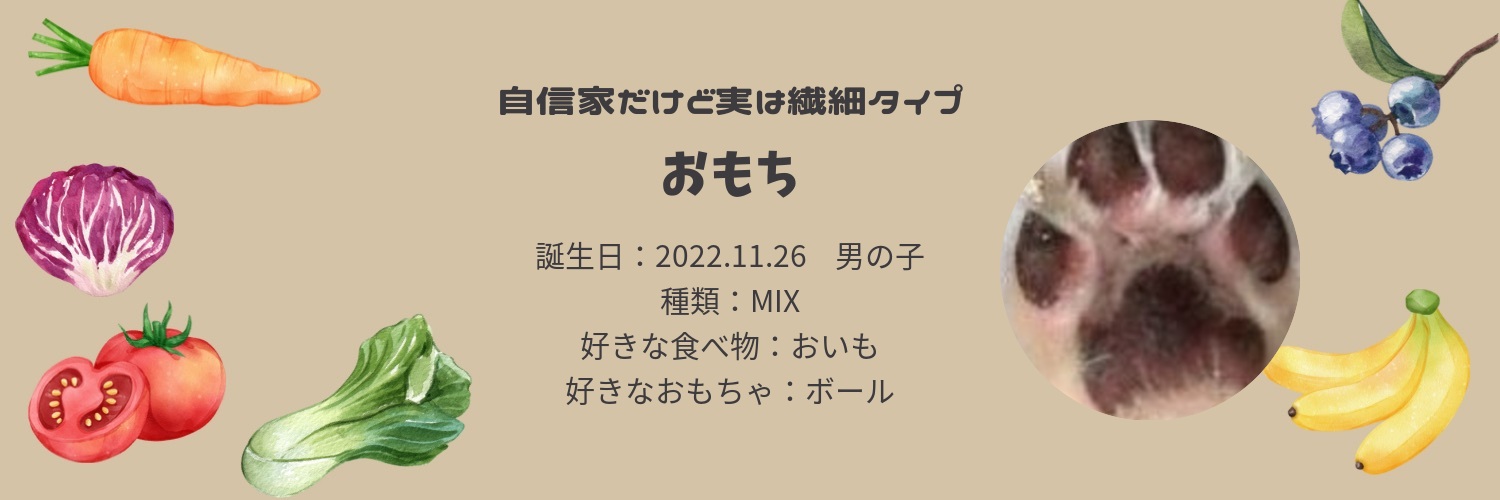 自信家だけど実は繊細タイプ
おもち
誕生日：2022.11.26　男の子
種類：MIX
好きな食べ物：おいも
好きなおもちゃ：ボール